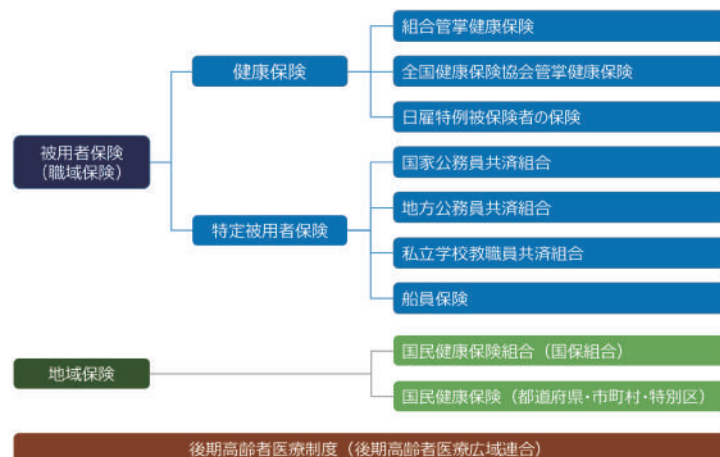 組合管掌健康保険
健康保険
全国健康保険協会管掌健康保険
日雇特例被保険者の保険
被用者保険
（職域保険）
国家公務員共済組合
地方公務員共済組合
特定被用者保険
私立学校教職員共済組合
船員保険
国民健康保険組合（国保組合）
地域保険
国民健康保険（都道府県・市町村・特別区）
後期高齢者医療制度（後期高齢者医療広域連合）